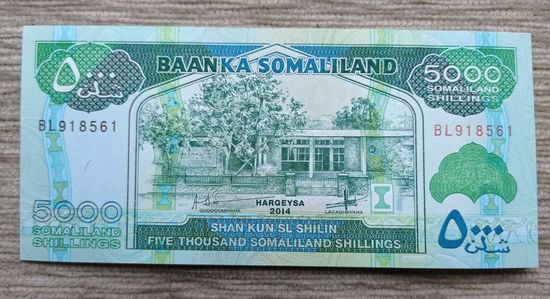 BAANKA SOMALILAND
٥٠٠٠
شلن
5000
SOMALILAND
SHILLINGS
BL918561
BL918561
HARGEYSA
2014
GUDDOOMIYAHA
LACAGHAYAHA
5000
SOMALILAND
SHILLINGS
SHAN KUN SL SHILIN
FIVE THOUSAND SOMALILAND SHILLINGS
٥٠٠٠
شلن